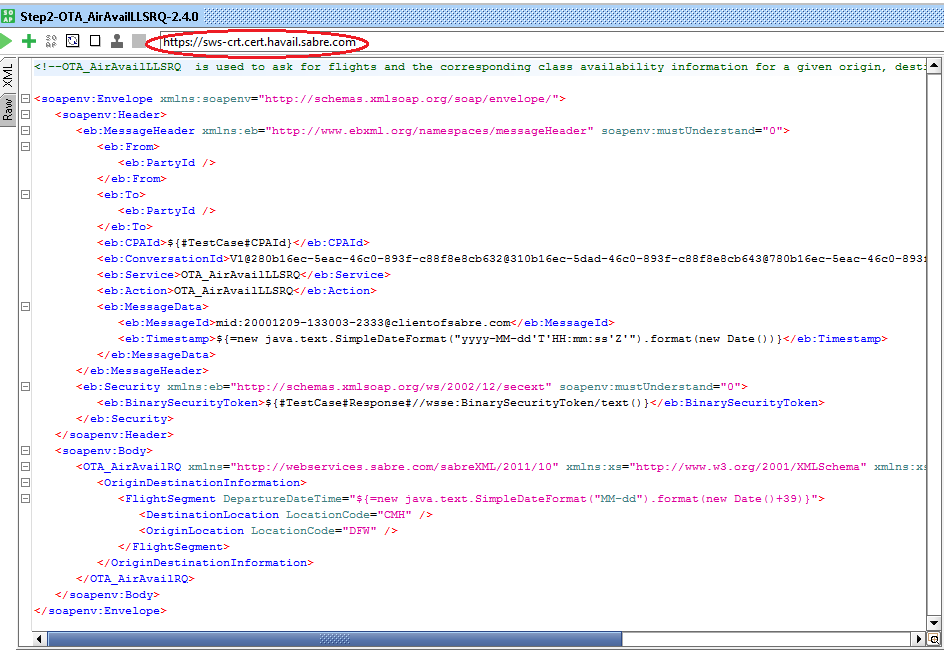 Step2-OTA_AirAvailLLSRQ-2.4.0
https://sws-crt.cert.havail.sabre.com
XML
Raw
<!--OTA_AirAvailLLSRQ  is used to ask for flights and the corresponding class availability information for a given origin, dest
<soapenv:Envelope xmlns:soapenv="http://schemas.xmlsoap.org/soap/envelope/">
<soapenv:Header>
<eb:MessageHeader xmlns:eb="http://www.ebxml.org/namespaces/messageHeader" soapenv:mustUnderstand="0">
<eb:From>
<eb:PartyId />
</eb:From>
<eb:To>
<eb:PartyId />
</eb:To>
<eb:CPAId>${#TestCase#CPAId}</eb:CPAId>
<eb:ConversationId>V1@280b16ec-5eac-46c0-893f-c88f8e8cb632@310b16ec-5dad-46c0-893f-c88f8e8cb643@780b16ec-5eac-46c0-893f
<eb:Service>OTA_AirAvailLLSRQ</eb:Service>
<eb:Action>OTA_AirAvailLLSRQ</eb:Action>
<eb:MessageData>
<eb:MessageId>mid:20001209-133003-2333@clientofsabre.com</eb:MessageId>
<eb:Timestamp>${=new java.text.SimpleDateFormat("yyyy-MM-dd'T'HH:mm:ss'Z'").format(new Date())}</eb:Timestamp>
</eb:MessageData>
</eb:MessageHeader>
<eb:Security xmlns:eb="http://schemas.xmlsoap.org/ws/2002/12/secext" soapenv:mustUnderstand="0">
<eb:BinarySecurityToken>${#TestCase#Response#//wsse:BinarySecurityToken/text()}</eb:BinarySecurityToken>
</eb:Security>
</soapenv:Header>
<soapenv:Body>
<OTA_AirAvailRQ xmlns="http://webservices.sabre.com/sabreXML/2011/10" xmlns:xs="http://www.w3.org/2001/XMLSchema" xmlns:xs
<OriginDestinationInformation>
<FlightSegment DepartureDateTime="${=new java.text.SimpleDateFormat("MM-dd").format(new Date()+39)}">
<DestinationLocation LocationCode="CMH" />
<OriginLocation LocationCode="DFW" />
</FlightSegment>
</OriginDestinationInformation>
</OTA_AirAvailRQ>
</soapenv:Body>
</soapenv:Envelope>